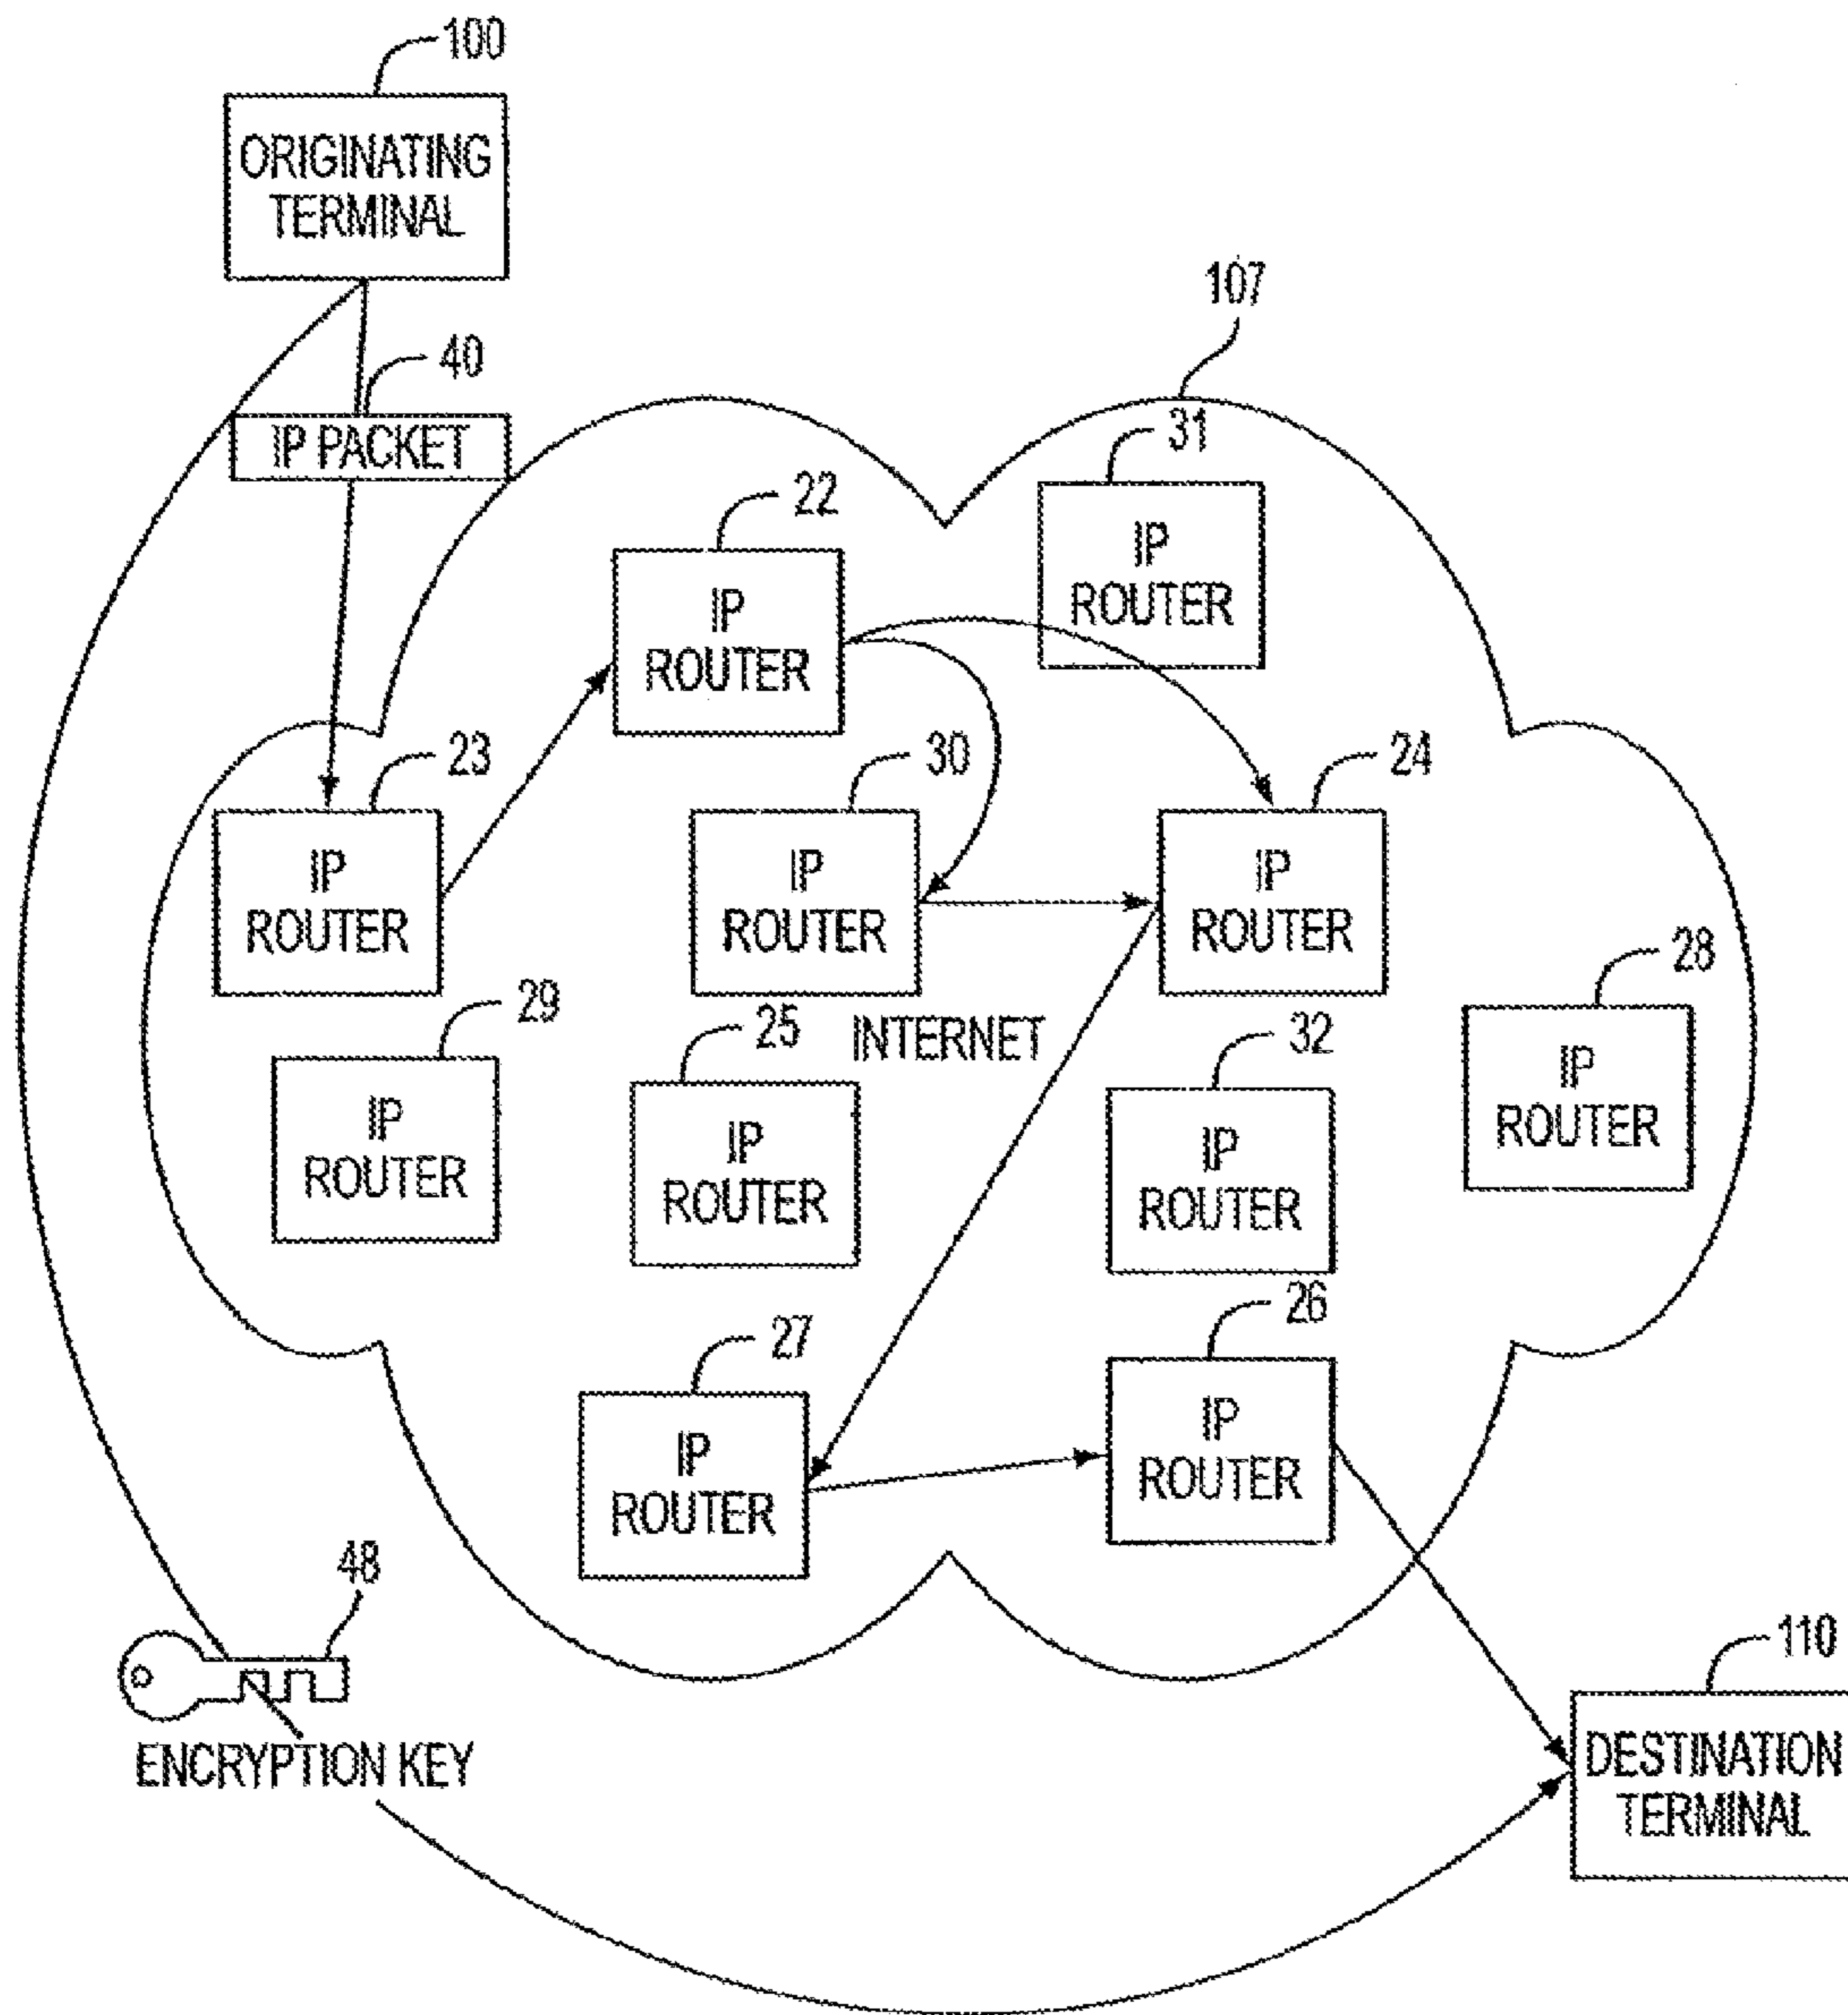 100
ORIGINATING
TERMINAL
40
IP PACKET
107
31
IP
ROUTER
22
IP
ROUTER
23
IP
ROUTER
30
IP
ROUTER
24
IP
ROUTER
28
IP
ROUTER
29
IP
ROUTER
25
IP
ROUTER
INTERNET
32
IP
ROUTER
27
IP
ROUTER
26
IP
ROUTER
48
ENCRYPTION KEY
110
DESTINATION
TERMINAL